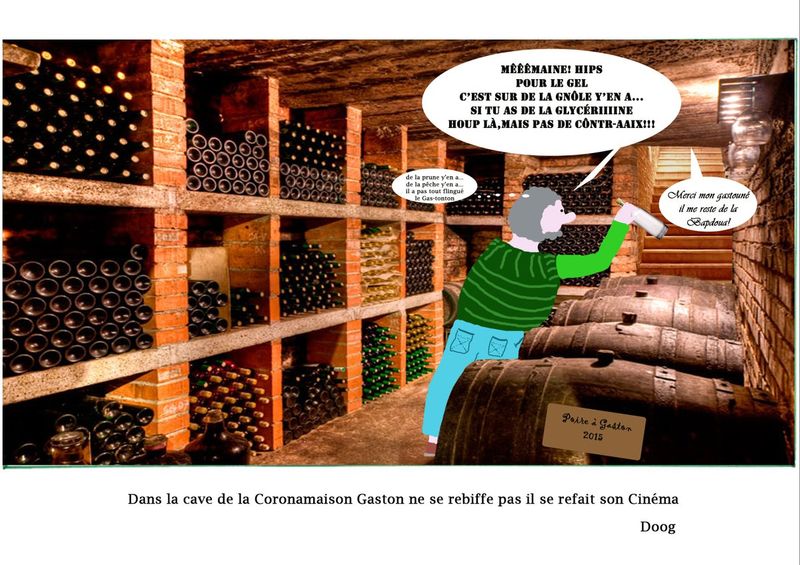 MÊÊÊMAINE! HIPS
POUR LE GEL
C'EST SUR DE LA GNÔLE Y'EN A...
SI TU AS DE LA GLYCÉRIIIINE
HOUP LÀ,MAIS PAS DE CÔNTR-AAIX!!!
de la prune y'en a...
de la pêche y'en a...
il a pas tout flingué
le Gas-tonton
Merci mon gastouné
il me reste de la
Bapdoua!
Poire à Gaston
2015
Dans la cave de la Coronamaison Gaston ne se rebiffe pas il se refait son Cinéma
Doog